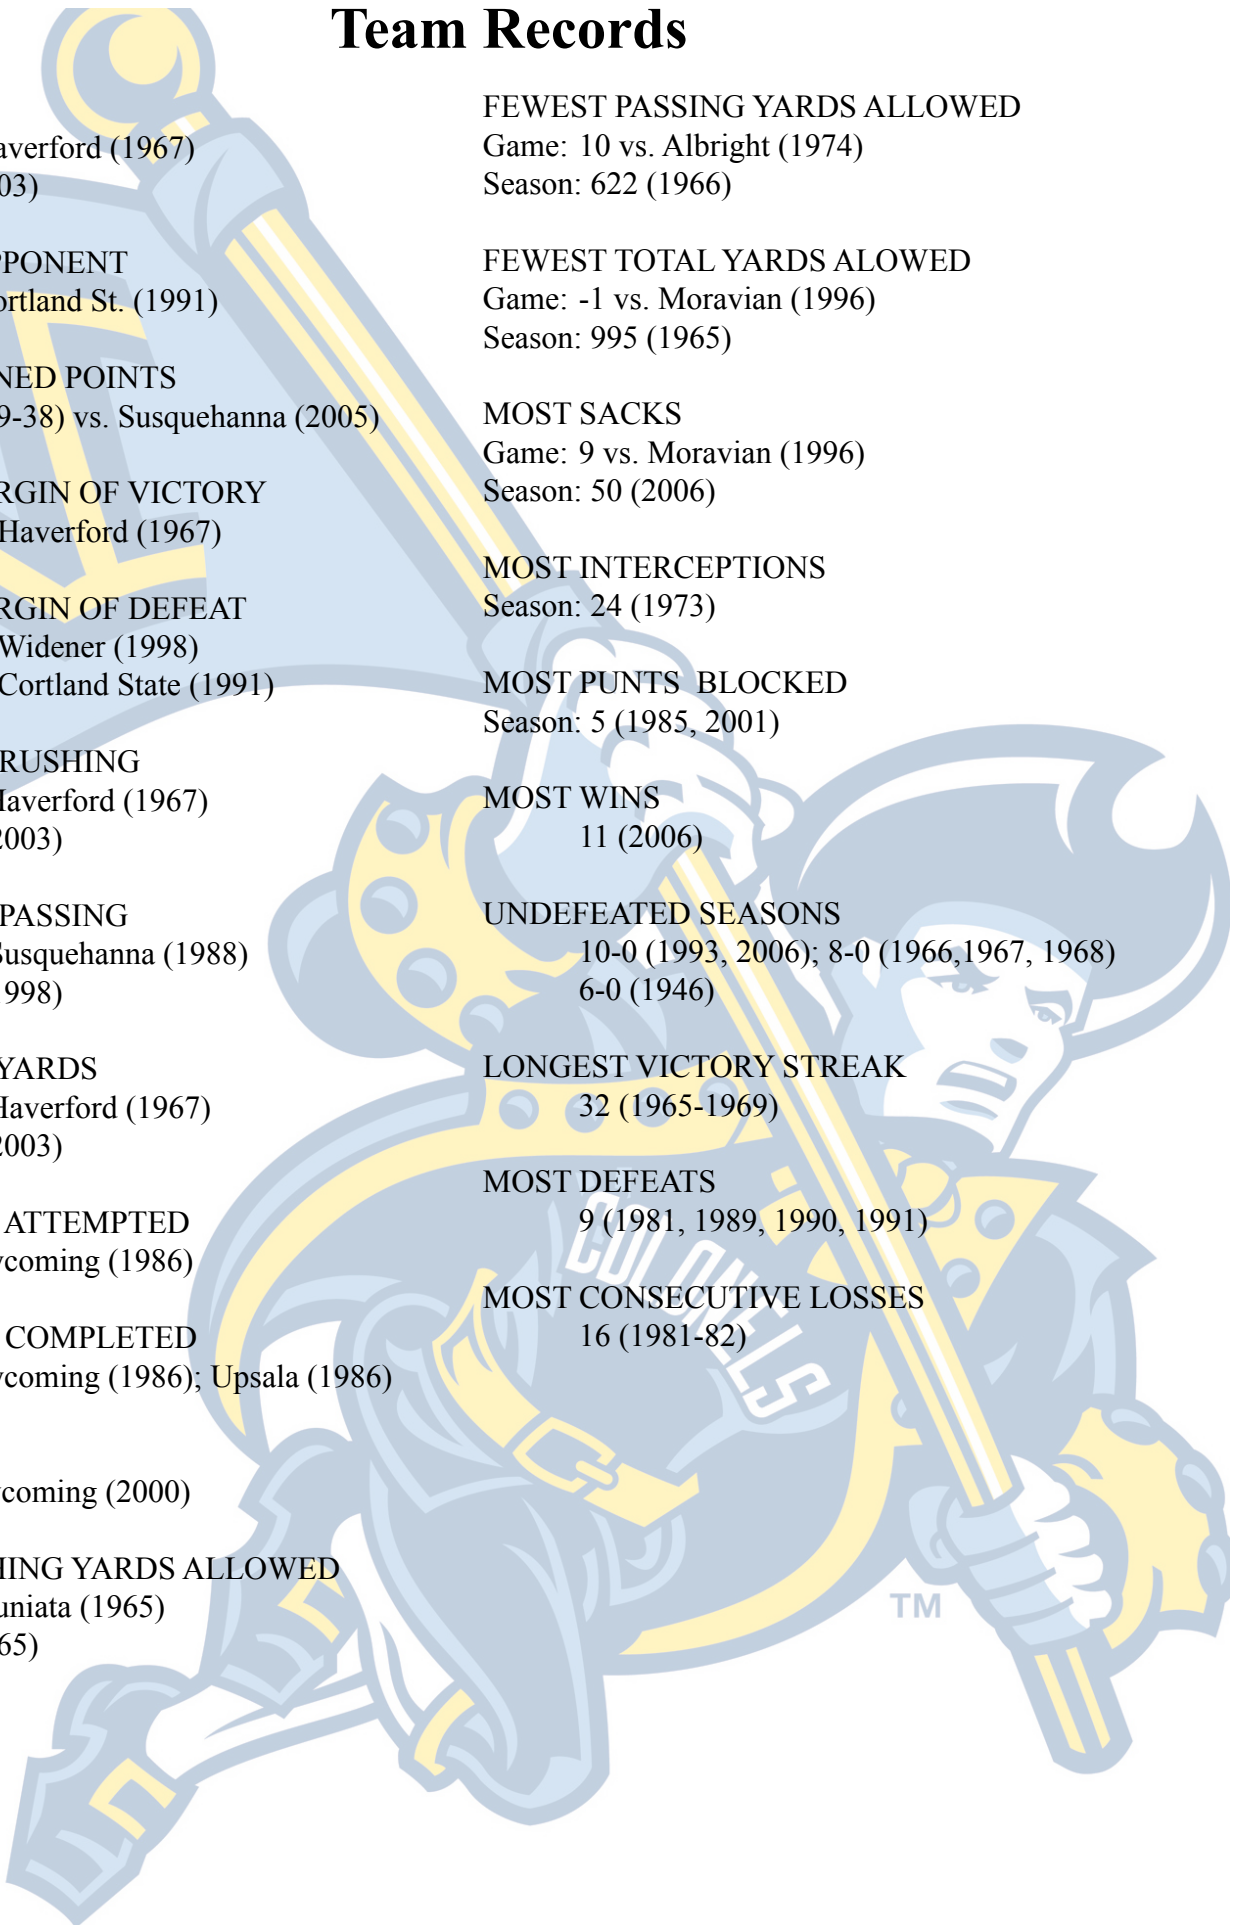 Team Records
averford (1967)
03)
PPONENT
ortland St. (1991)
NED POINTS
9-38) vs. Susquehanna (2005)
RGIN OF VICTORY
Haverford (1967)
RGIN OF DEFEAT
Widener (1998)
Cortland State (1991)
RUSHING
Haverford (1967)
2003)
PASSING
Susquehanna (1988)
1998)
YARDS
Haverford (1967)
2003)
ATTEMPTED
ycoming (1986)
COMPLETED
ycoming (1986); Upsala (1986)
ycoming (2000)
HING YARDS ALLOWED
uniata (1965)
65)
FEWEST PASSING YARDS ALLOWED
Game: 10 vs. Albright (1974)
Season: 622 (1966)
FEWEST TOTAL YARDS ALOWED
Game: -1 vs. Moravian (1996)
Season: 995 (1965)
MOST SACKS
Game: 9 vs. Moravian (1996)
Season: 50 (2006)
MOST INTERCEPTIONS
Season: 24 (1973)
MOST PUNTS  BLOCKED
Season: 5 (1985, 2001)
MOST WINS
11 (2006)
UNDEFEATED SEASONS
10-0 (1993, 2006); 8-0 (1966,1967, 1968)
6-0 (1946)
LONGEST VICTORY STREAK
32 (1965-1969)
MOST DEFEATS
9 (1981, 1989, 1990, 1991)
MOST CONSECUTIVE LOSSES
16 (1981-82)
COLONELS
TM